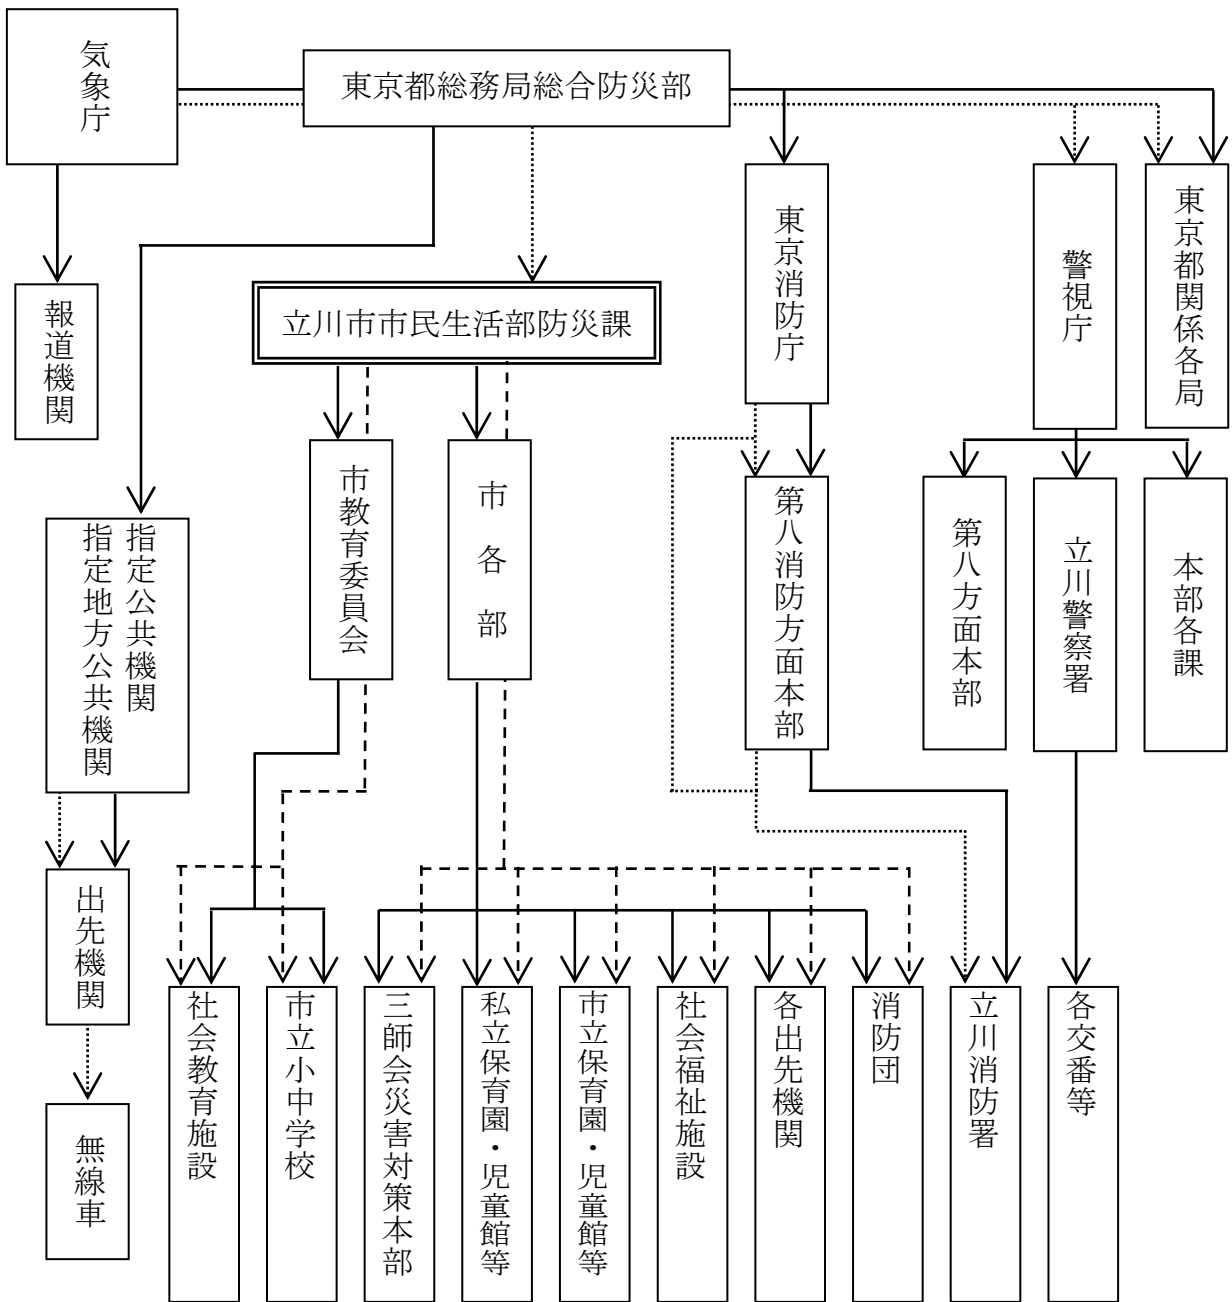 気象庁
東京都総務局総合防災部
東京消防庁
警視庁
東京都関係各局
報道機関
立川市市民生活部防災課
市教育委員会
市各部
第八消防方面本部
第八方面本部
立川警察署
本部各課
指定公共機関
指定地方公共機関
出先機関
無線車
社会教育施設
市立小中学校
三師会災害対策本部
私立保育園・児童館等
市立保育園・児童館等
社会福祉施設
各出先機関
消防団
立川消防署
各交番等